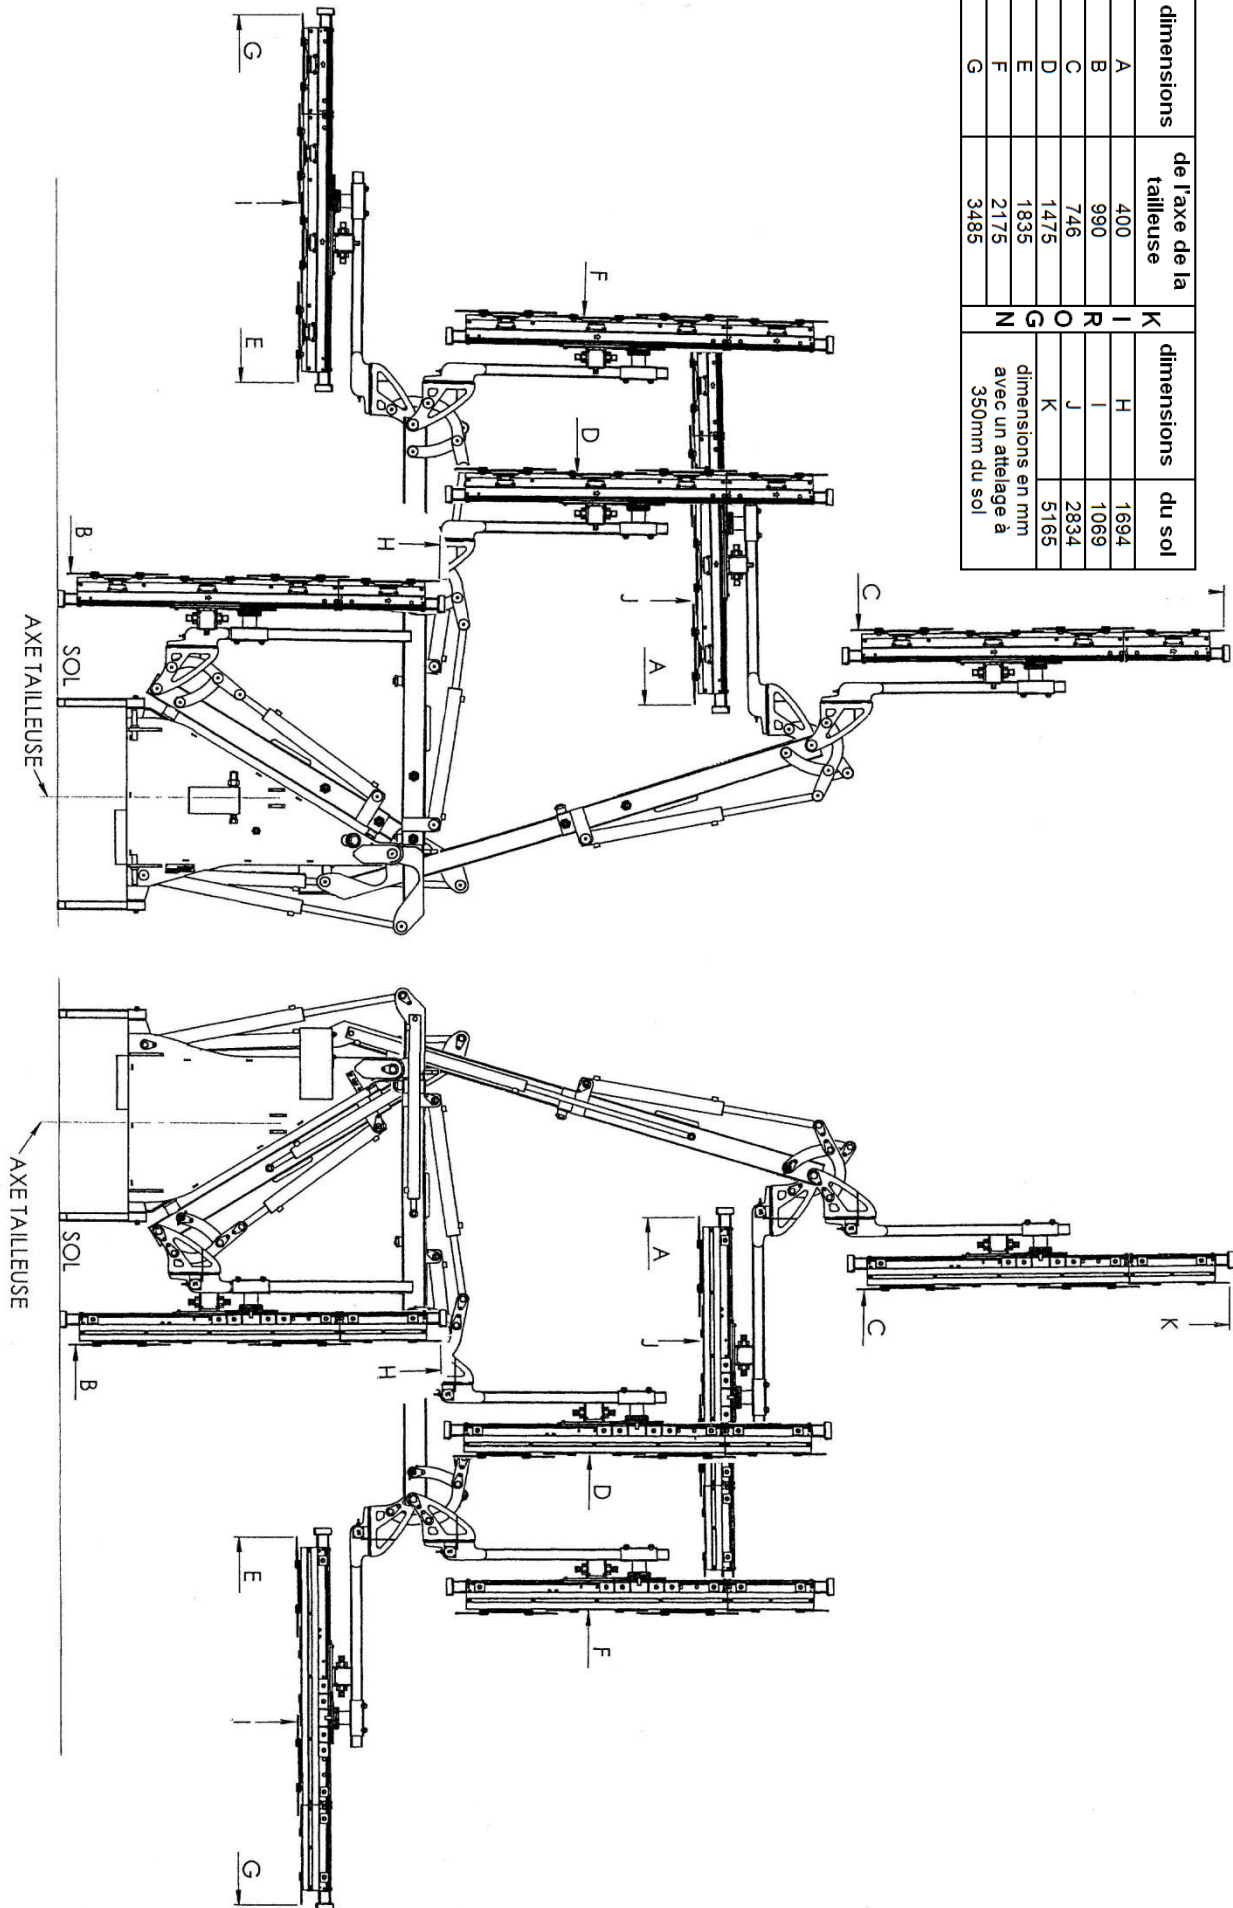 dimensions de l'axe de la tailleuse K dimensions du sol
A 400 I H 1694
B 990 R I 1069
C 746 O J 2834
D 1475 G K 5165
E 1835 dimensions en mm
F 2175 N avec un attelage à
G 3485 350mm du sol
K
C
C
J
A
A
J
F
D
D
F
H
H
G
I
E
E
I
G
B
SOL
SOL
B
AXE TAILLEUSE
AXE TAILLEUSE